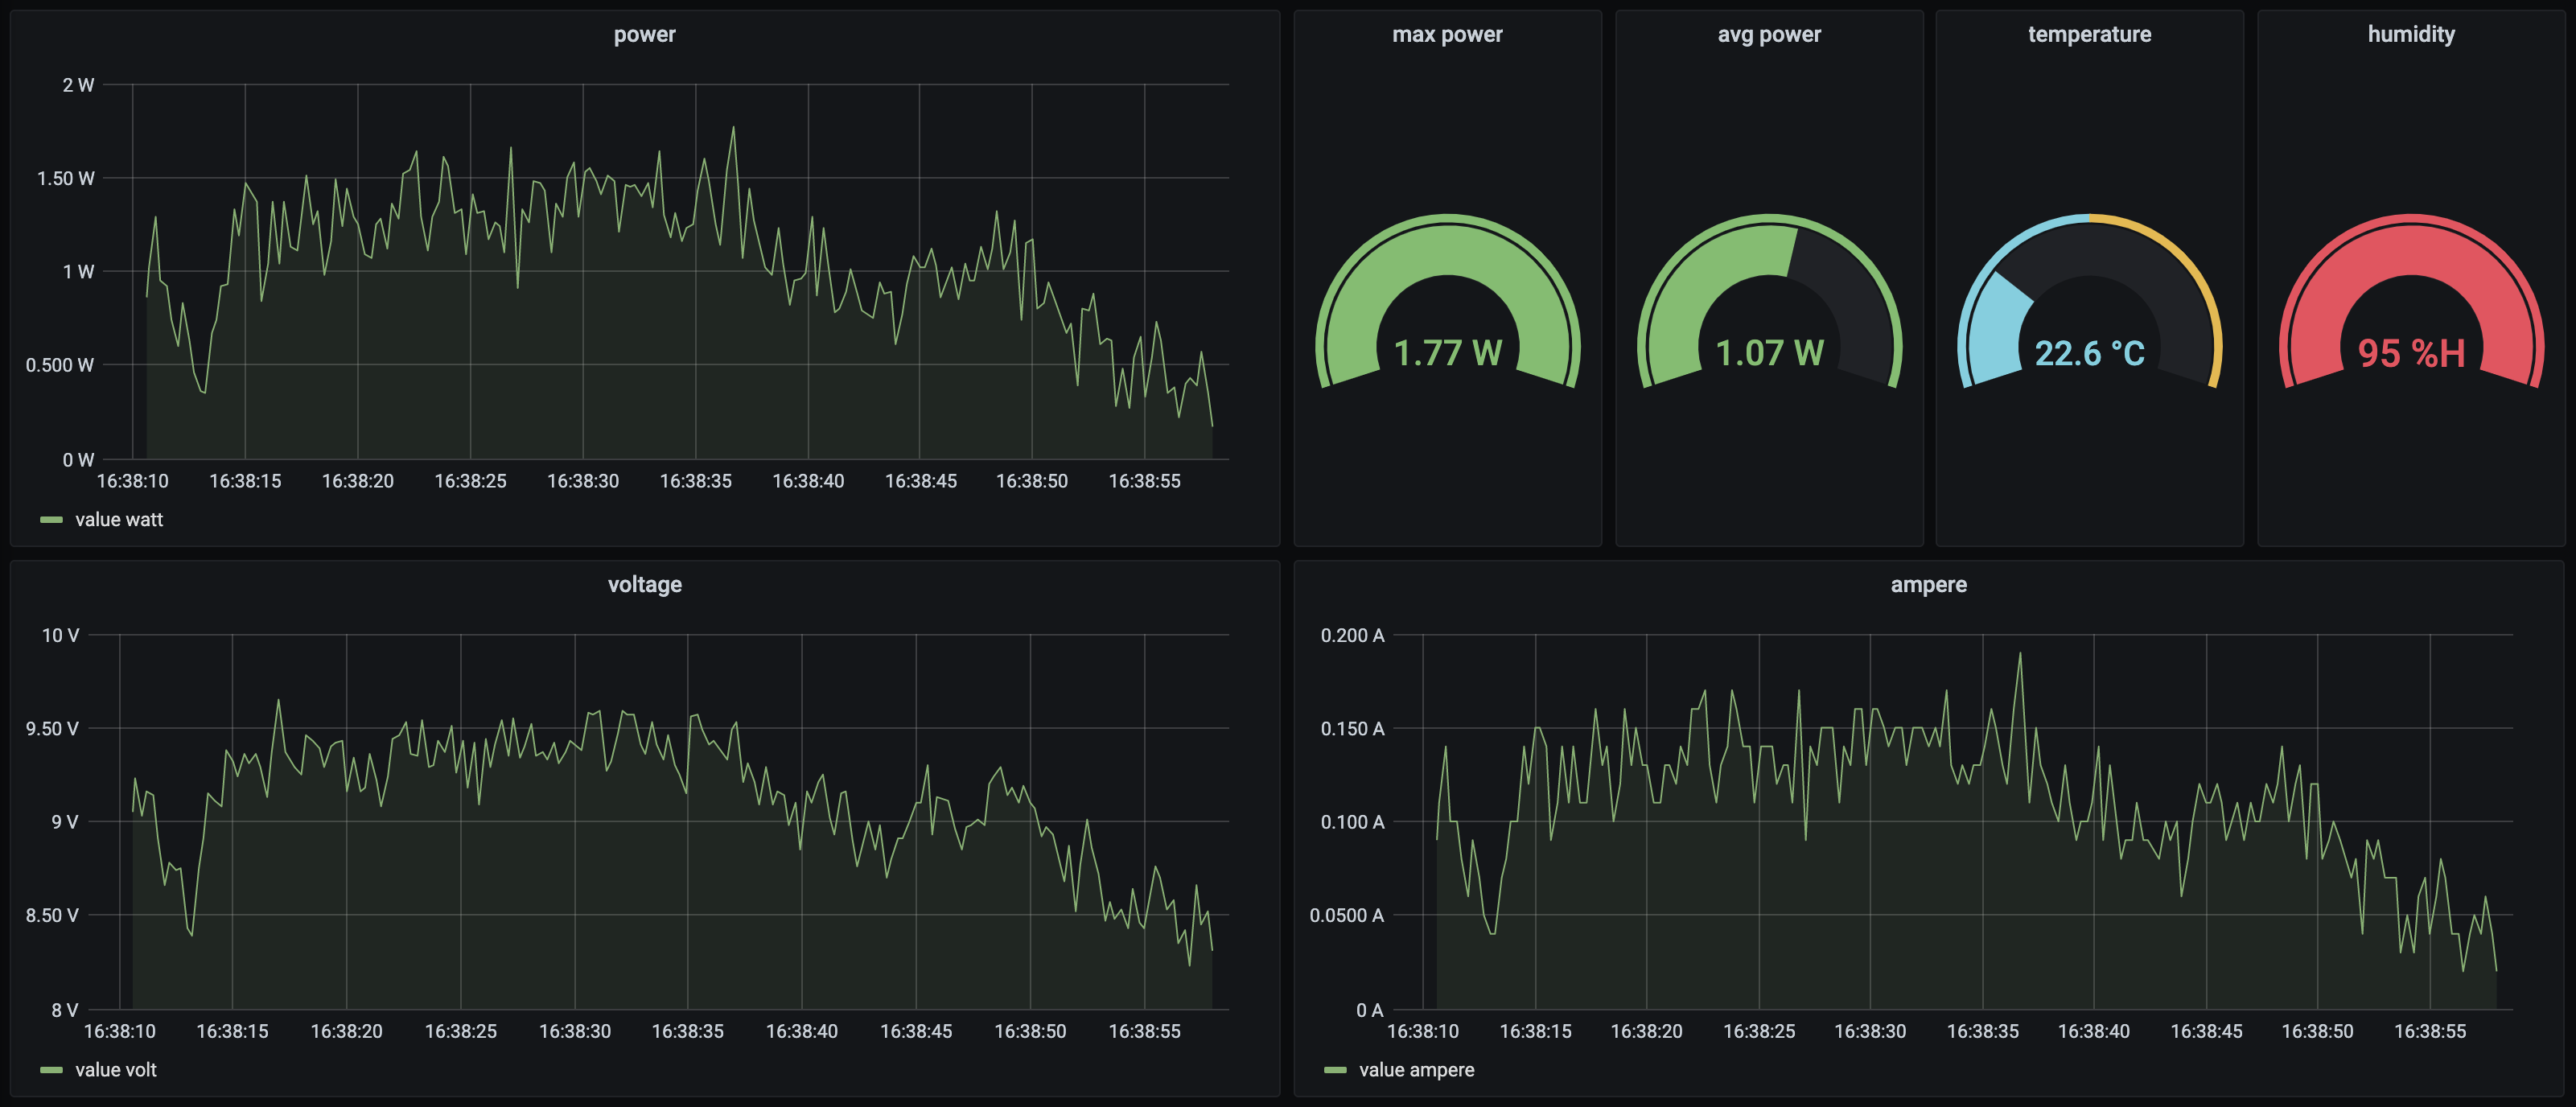 power
2 W
1.50 W
1 W
0.500 W
0 W
16:38:10 16:38:15 16:38:20 16:38:25 16:38:30 16:38:35 16:38:40 16:38:45 16:38:50 16:38:55
value watt
max power
1.77 W
avg power
1.07 W
temperature
22.6 °C
humidity
95 %H
voltage
10 V
9.50 V
9 V
8.50 V
8 V
16:38:10 16:38:15 16:38:20 16:38:25 16:38:30 16:38:35 16:38:40 16:38:45 16:38:50 16:38:55
value volt
ampere
0.200 A
0.150 A
0.100 A
0.0500 A
0 A
16:38:10 16:38:15 16:38:20 16:38:25 16:38:30 16:38:35 16:38:40 16:38:45 16:38:50 16:38:55
value ampere